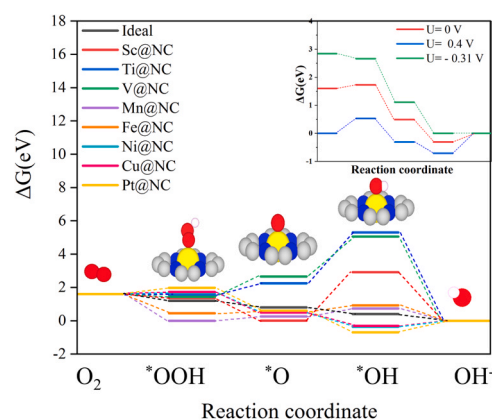 18
16
14
12
10
8
6
4
2
0
-2
ΔG(eV)
Ideal
Sc@NC
Ti@NC
V@NC
Mn@NC
Fe@NC
Ni@NC
Cu@NC
Pt@NC
4
3
2
1
0
-1
ΔG(eV)
U= 0 V
U= 0.4 V
U= - 0.31 V
Reaction coordinate
O₂ *OOH *O *OH OH⁻
Reaction coordinate